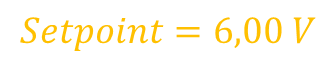 Setpoint = 6,00 V